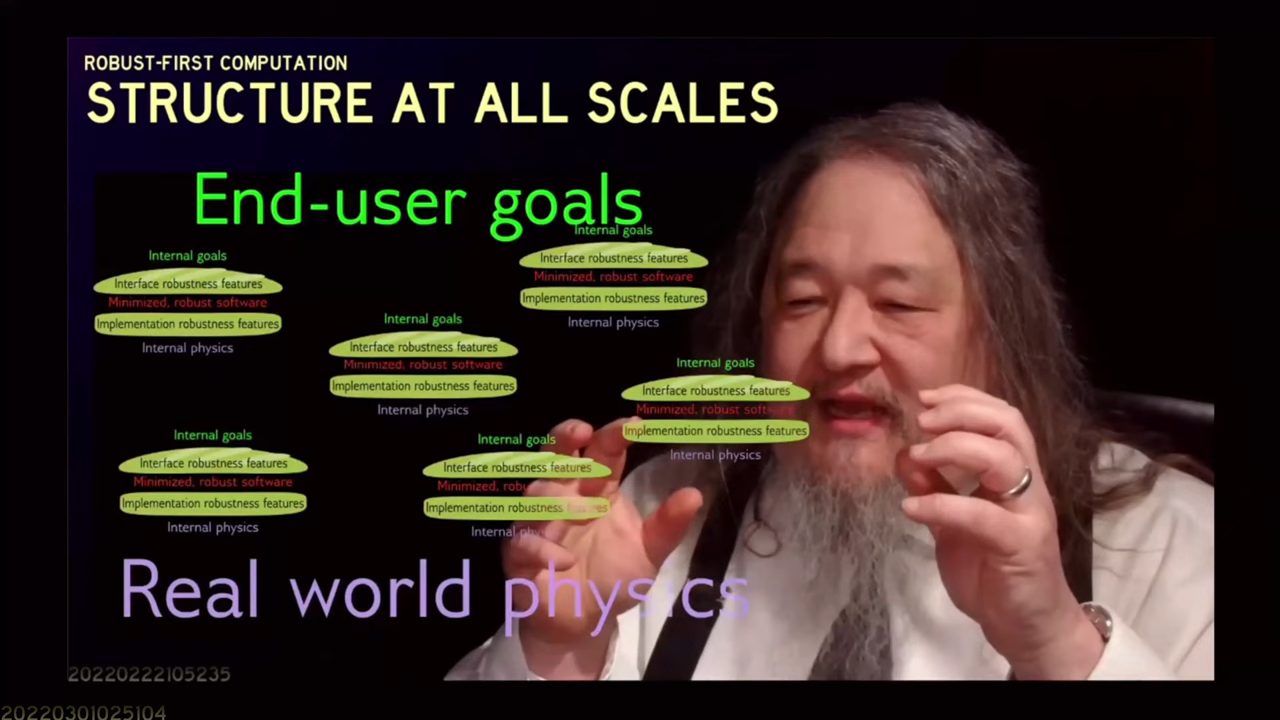 ROBUST-FIRST COMPUTATION
STRUCTURE AT ALL SCALES
End-user goals
Internal goals
Interface robustness features
Minimized, robust software
Implementation robustness features
Internal physics
Internal goals
Interface robustness features
Minimized, robust software
Implementation robustness features
Internal physics
Internal goals
Interface robustness features
Minimized, robust software
Implementation robustness features
Internal physics
Internal goals
Interface robustness features
Minimized, robust software
Implementation robustness features
Internal physics
Internal goals
Interface robustness features
Minimized, robust software
Implementation robustness features
Internal physics
Internal goals
Interface robustness features
Minimized, robu
Implementation robustness features
Internal phy
Real world physics
20220222105235
20220301025104